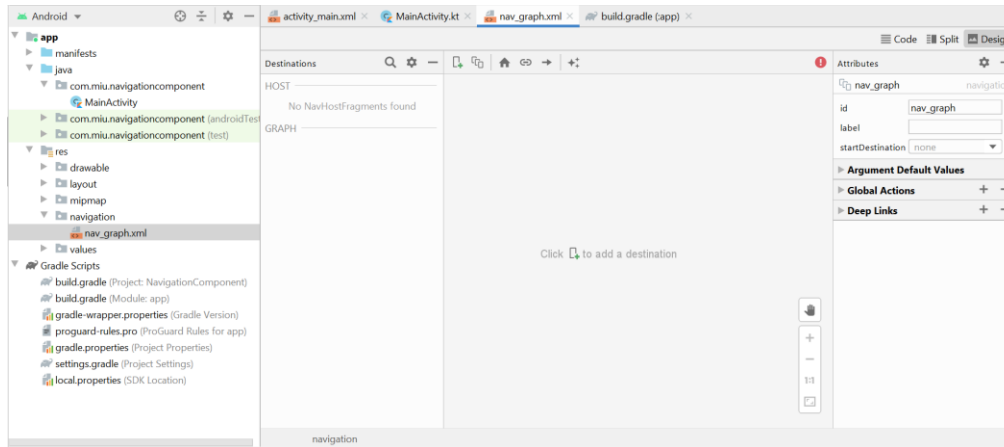 Android
activity_main.xml
MainActivity.kt
nav_graph.xml
build.gradle (:app)
Code
Split
Desig
app
manifests
java
com.miu.navigationcomponent
MainActivity
com.miu.navigationcomponent (androidTest
com.miu.navigationcomponent (test)
res
drawable
layout
mipmap
navigation
nav_graph.xml
values
Gradle Scripts
build.gradle (Project: NavigationComponent)
build.gradle (Module: app)
gradle-wrapper.properties (Gradle Version)
proguard-rules.pro (ProGuard Rules for app)
gradle.properties (Project Properties)
settings.gradle (Project Settings)
local.properties (SDK Location)
Destinations
HOST
No NavHostFragments found
GRAPH
Click to add a destination
1:1
Attributes
nav_graph navigatio
id nav_graph
label
startDestination none
Argument Default Values
Global Actions
Deep Links
navigation